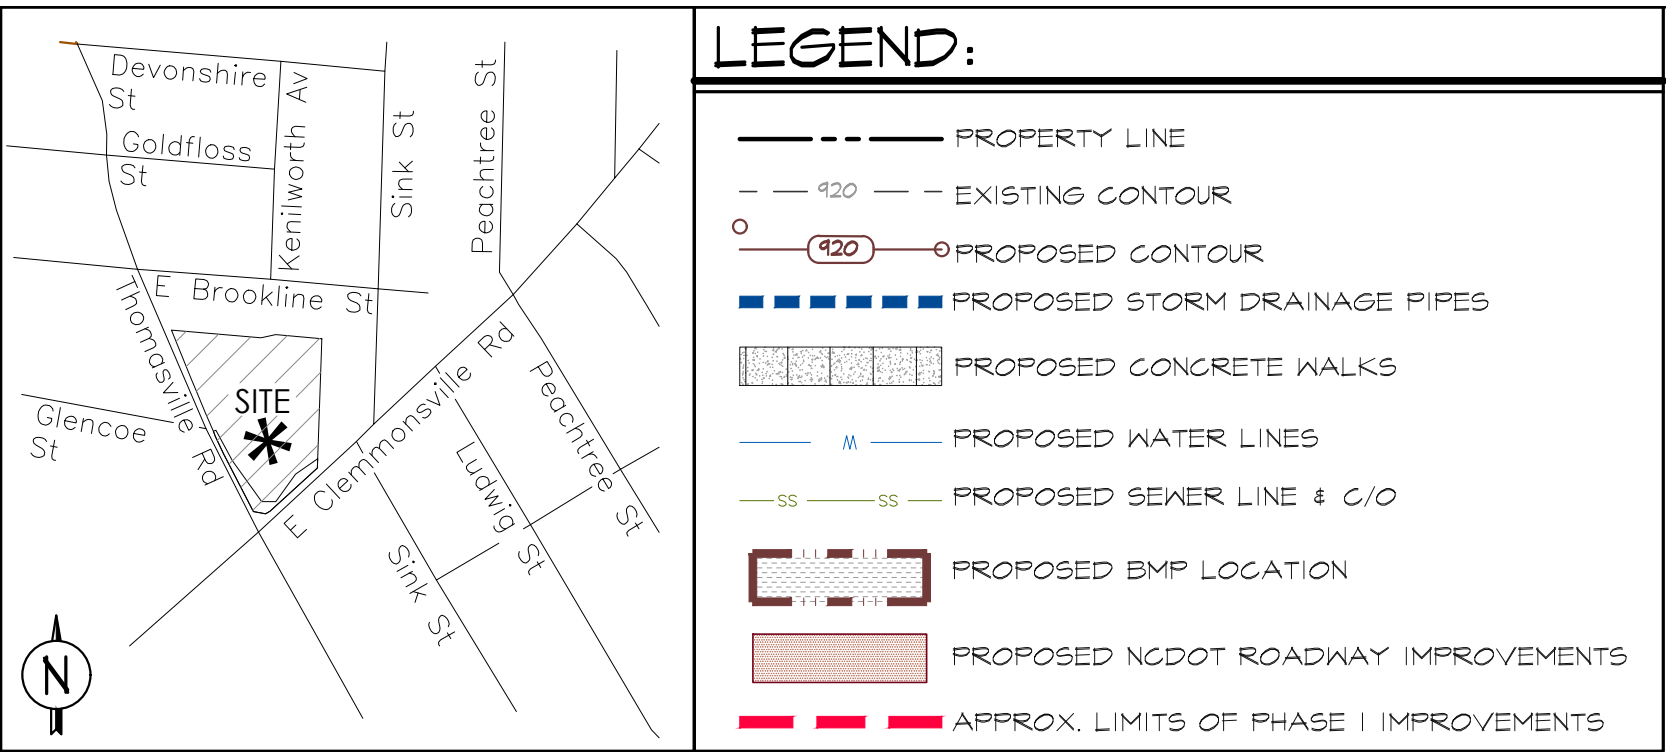 Devonshire
St
Kenilworth Av
Sink St
Peachtree St
Goldfloss
St
E Brookline St
Thomasville Rd
SITE
Glencoe
St
E Clemmonsville Rd
Peachtree St
Ludwig St
Sink St
N
LEGEND:
PROPERTY LINE
920 EXISTING CONTOUR
920 PROPOSED CONTOUR
PROPOSED STORM DRAINAGE PIPES
PROPOSED CONCRETE WALKS
W PROPOSED WATER LINES
SS SS PROPOSED SEWER LINE & C/O
PROPOSED BMP LOCATION
PROPOSED NCDOT ROADWAY IMPROVEMENTS
APPROX. LIMITS OF PHASE 1 IMPROVEMENTS